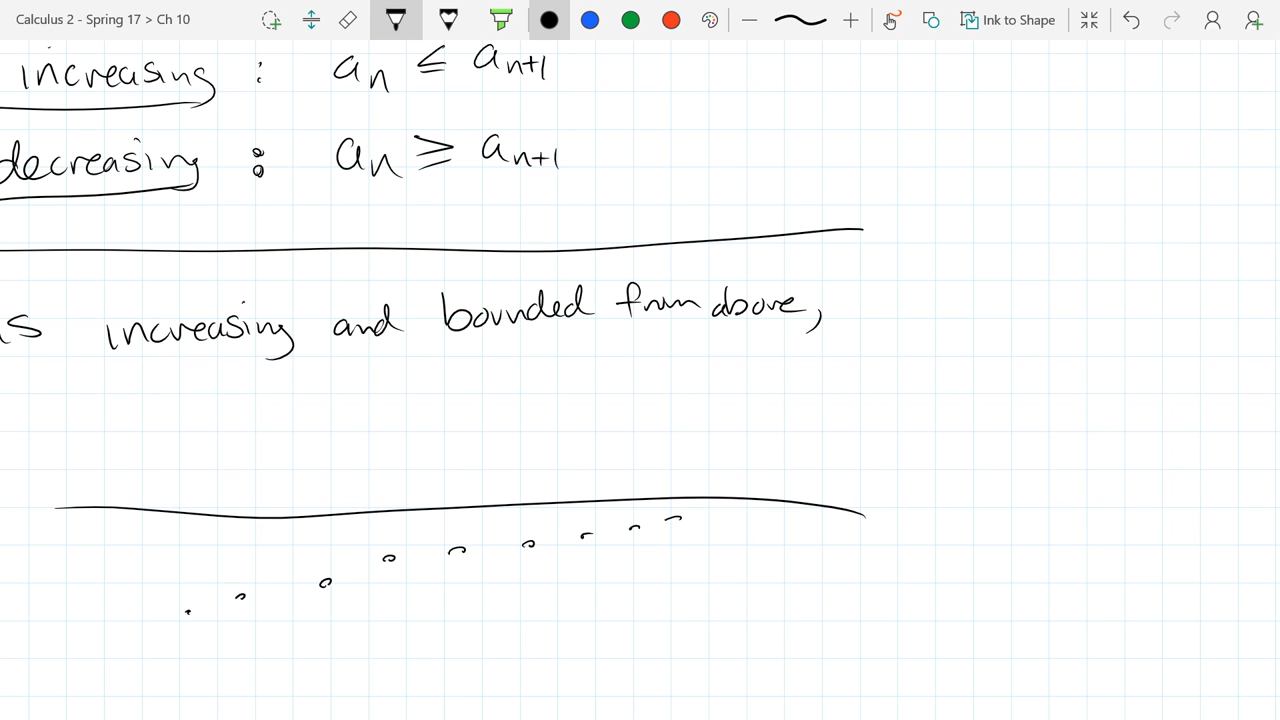 Calculus 2 - Spring 17 > Ch 10
Ink to Shape
increasing : aₙ ≤ aₙ₊₁
decreasing : aₙ ≥ aₙ₊₁
is increasing and bounded from above,